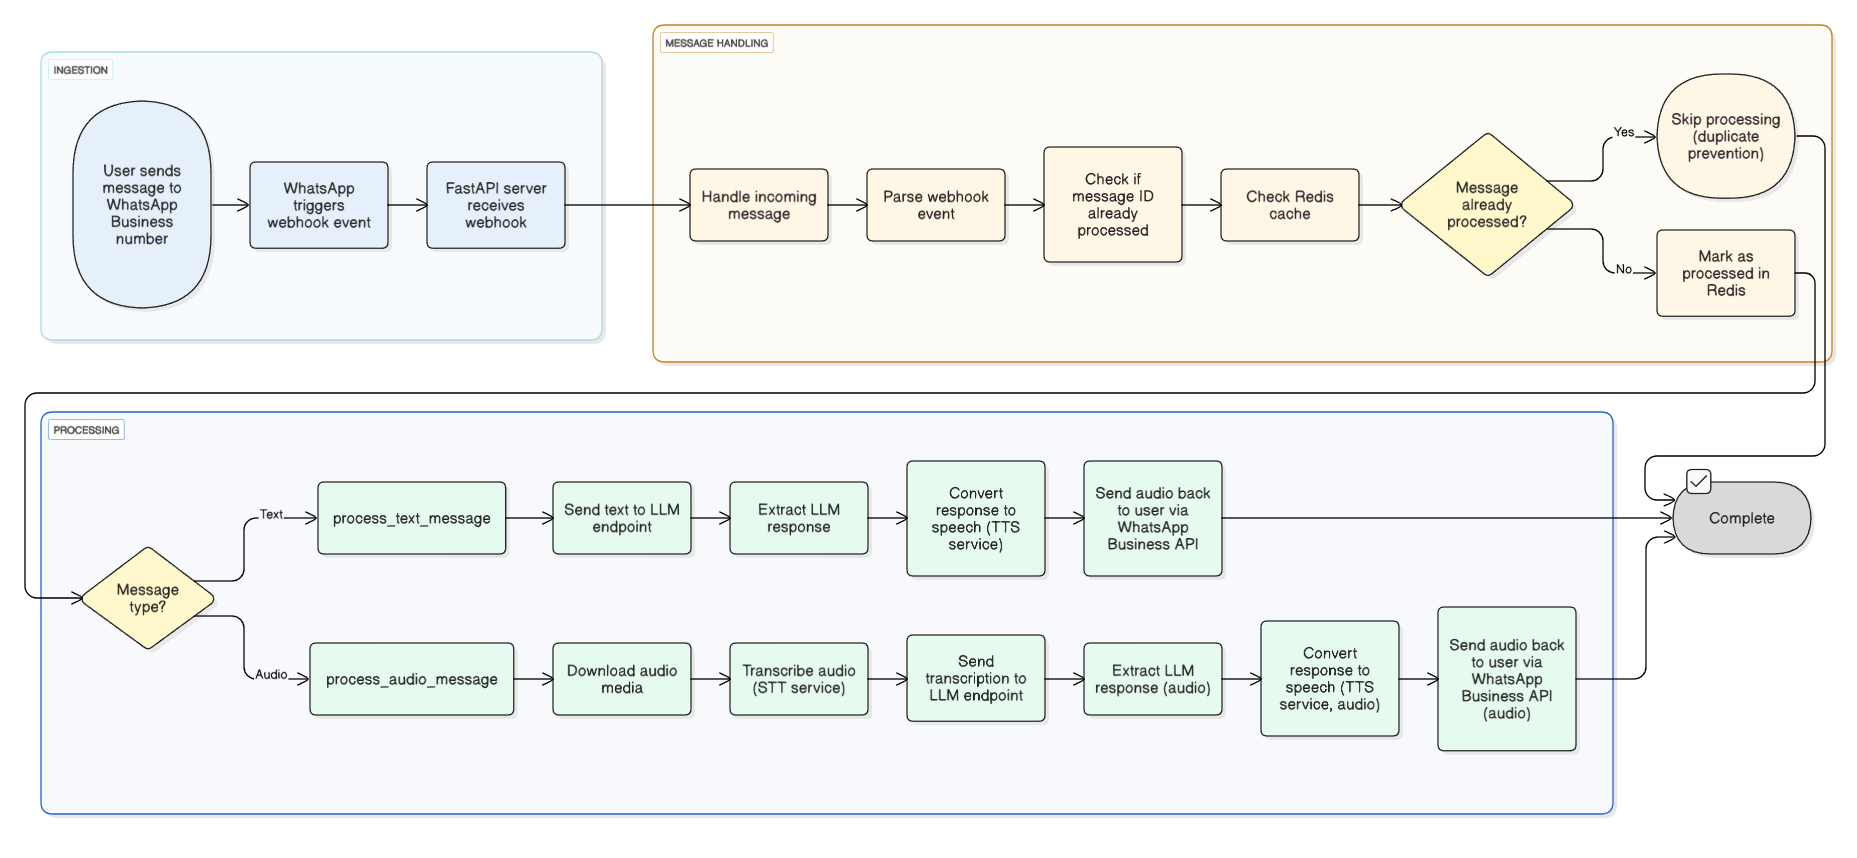 INGESTION
User sends
message to
WhatsApp
Business
number
WhatsApp
triggers
webhook event
FastAPI server
receives
webhook
MESSAGE HANDLING
Handle incoming
message
Parse webhook
event
Check if
message ID
already
processed
Check Redis
cache
Message
already
processed?
Yes
Skip processing
(duplicate
prevention)
No
Mark as
processed in
Redis
PROCESSING
Message
type?
Text
process_text_message
Send text to LLM
endpoint
Extract LLM
response
Convert
response to
speech (TTS
service)
Send audio back
to user via
WhatsApp
Business API
Complete
Audio
process_audio_message
Download audio
media
Transcribe audio
(STT service)
Send
transcription to
LLM endpoint
Extract LLM
response (audio)
Convert
response to
speech (TTS
service, audio)
Send audio back
to user via
WhatsApp
Business API
(audio)